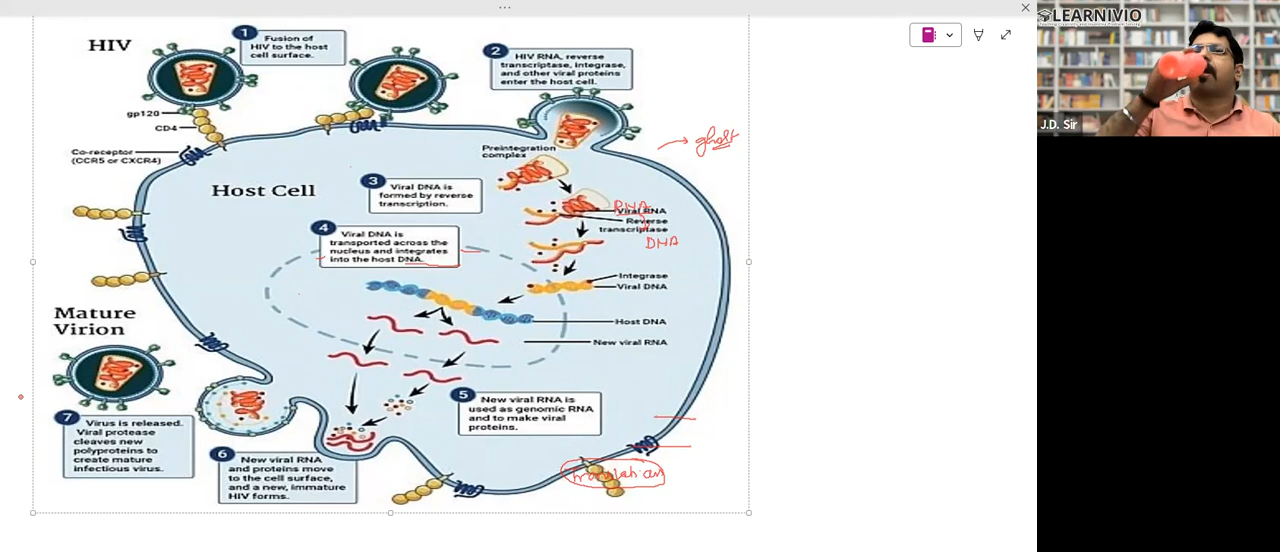 LEARNIVIO
J.D. Sir
HIV
1
Fusion of
HIV to the host
cell surface.
2
HIV RNA, reverse
transcriptase, integrase,
and other viral proteins
enter the host cell.
gp120
CD4
Co-receptor
(CCR5 or CXCR4)
Preintegration
complex
ghost
Host Cell
3
Viral DNA is
formed by reverse
transcription.
RNA
Viral RNA
Reverse
transcriptase
DNA
4
Viral DNA is
transported across the
nucleus and integrates
into the host DNA.
Integrase
Viral DNA
Host DNA
New viral RNA
Mature
Virion
5
New viral RNA is
used as genomic RNA
and to make viral
proteins.
7
Virus is released.
Viral protease
cleaves new
polyproteins to
create mature
infectious virus.
6
New viral RNA
and proteins move
to the cell surface,
and a new, immature
HIV forms.